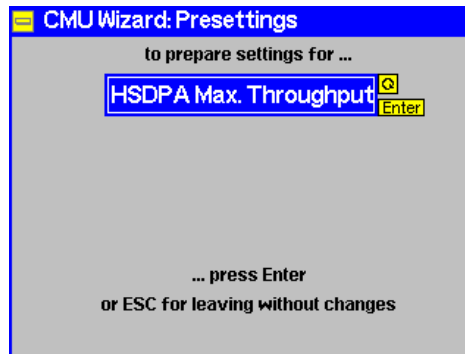 CMU Wizard: Presettings
to prepare settings for ...
HSDPA Max. Throughput
Enter
... press Enter
or ESC for leaving without changes